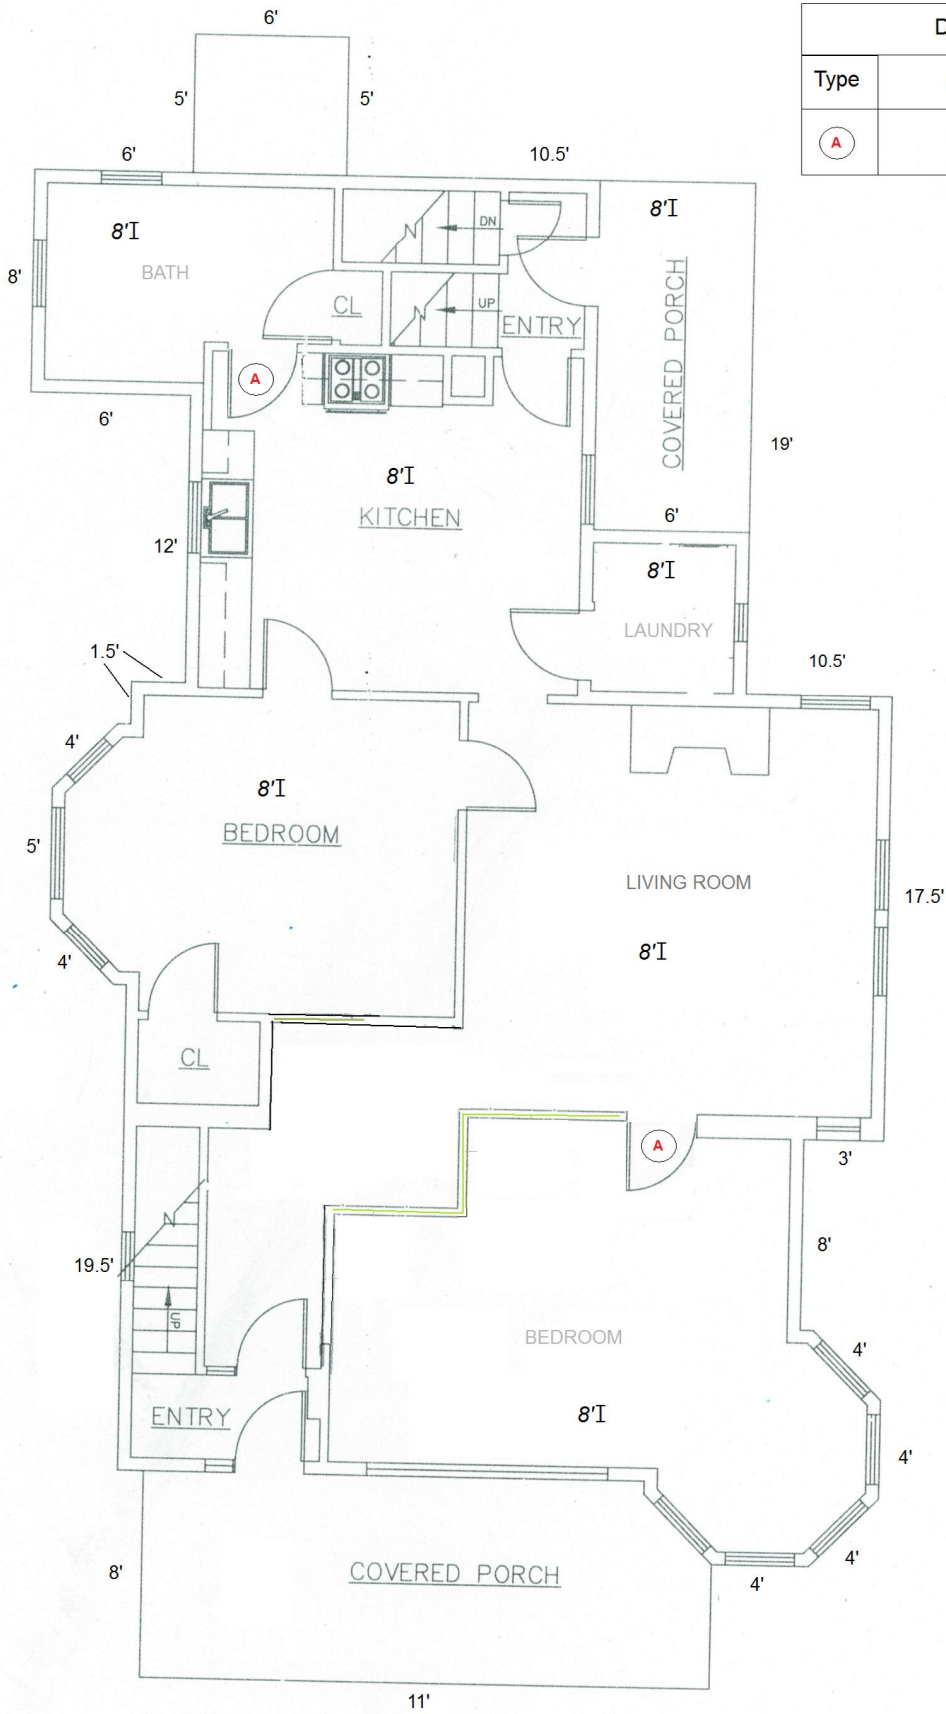 6'
D
5'
5'
Type
A
6'
10.5'
8'I
8'I
DN
8'
BATH
COVERED PORCH
CL
UP
ENTRY
A
6'
19'
8'I
KITCHEN
6'
12'
8'I
LAUNDRY
1.5'
10.5'
4'
8'I
BEDROOM
5'
LIVING ROOM
17.5'
8'I
4'
CL
A
3'
N
8'
19.5'
UP
BEDROOM
4'
8'I
ENTRY
4'
4'
4'
8'
COVERED PORCH
11'